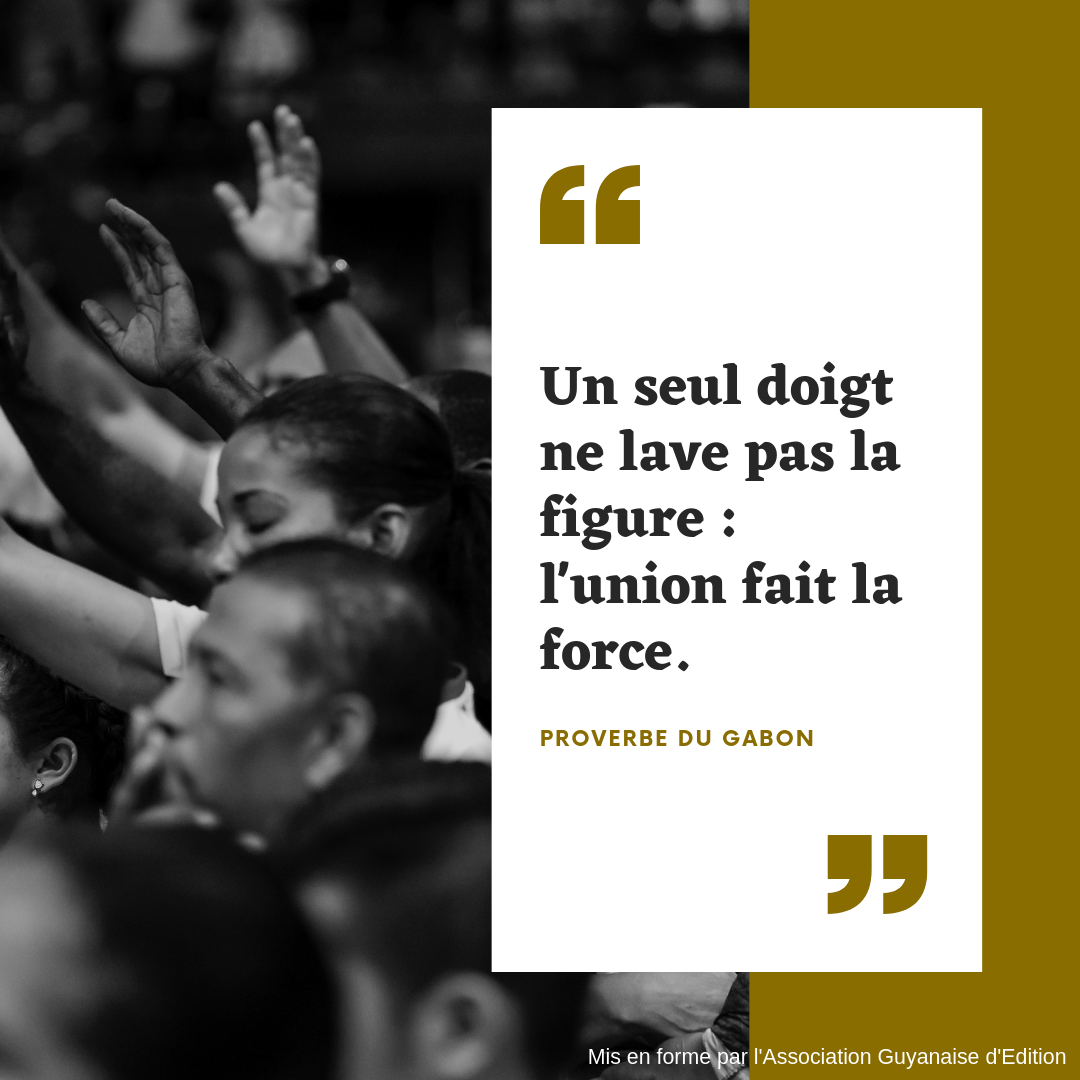 “
Un seul doigt
ne lave pas la
figure :
l'union fait la
force.
PROVERBE DU GABON
”
Mis en forme par l'Association Guyanaise d'Edition